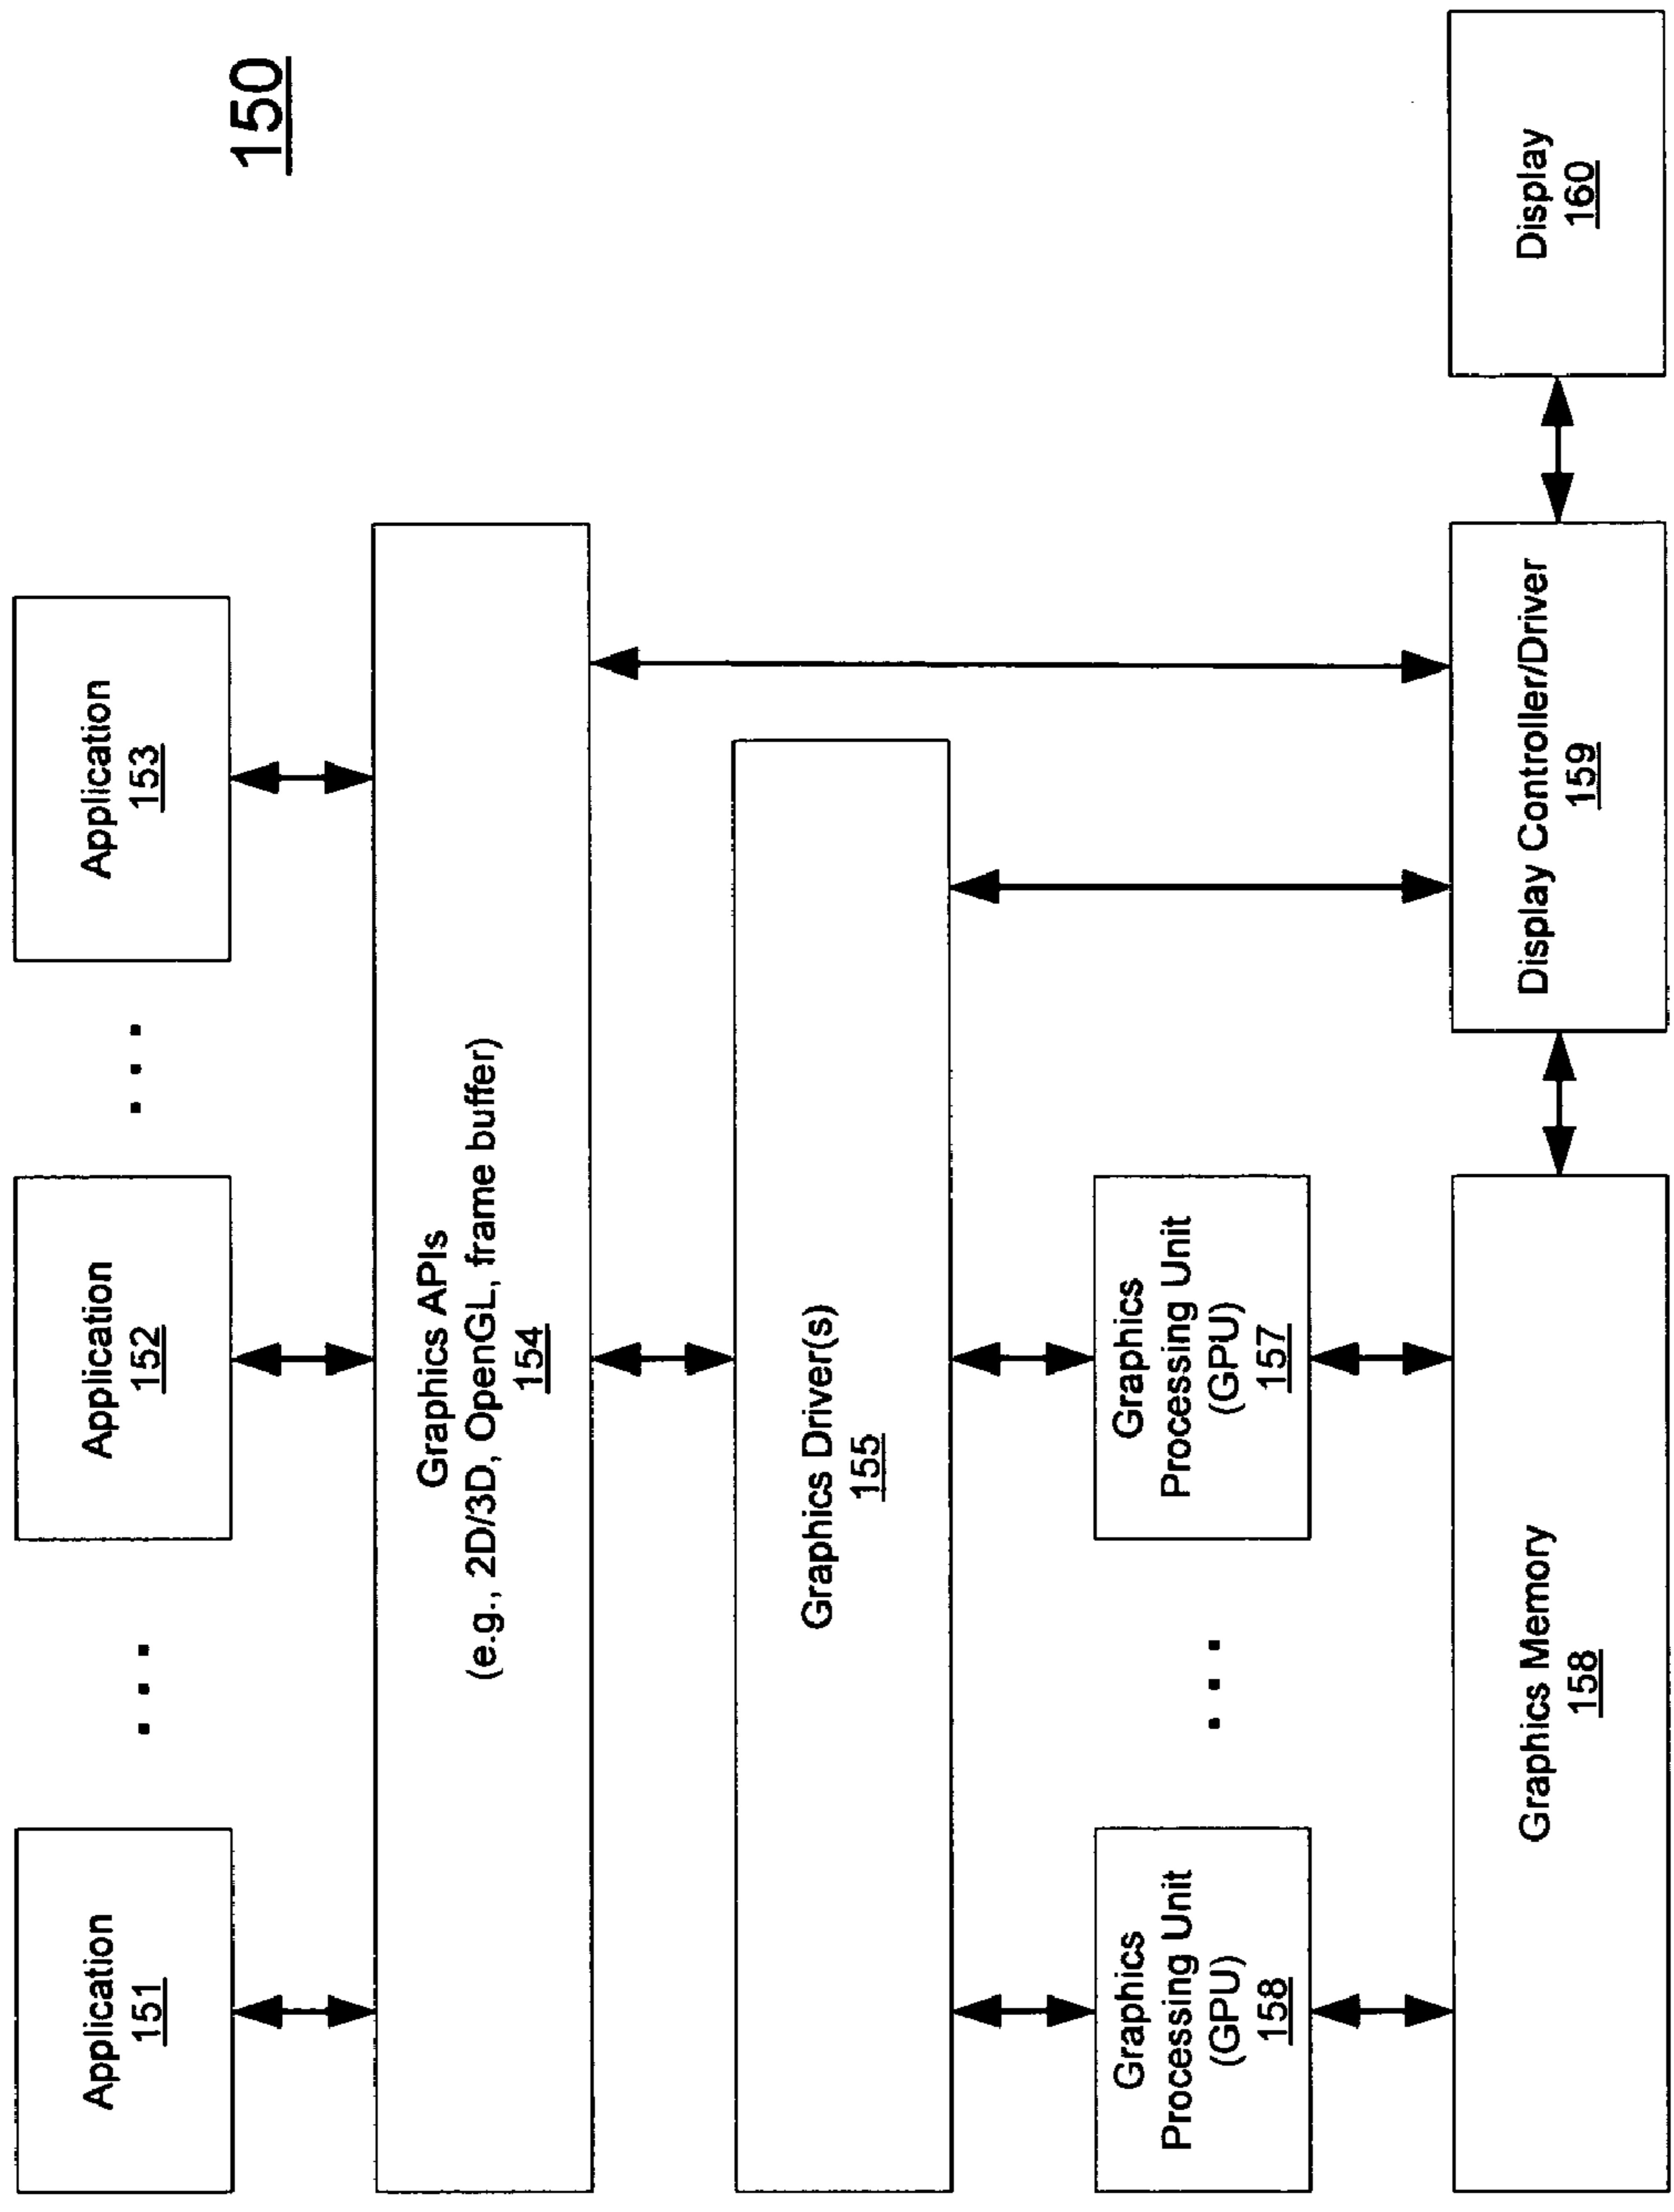 150
Application
151
Application
152
Application
153
Graphics APIs
(e.g., 2D/3D, OpenGL, frame buffer)
154
Graphics Driver(s)
155
Graphics
Processing Unit
(GPU)
158
Graphics
Processing Unit
(GPU)
157
Graphics Memory
158
Display Controller/Driver
159
Display
160